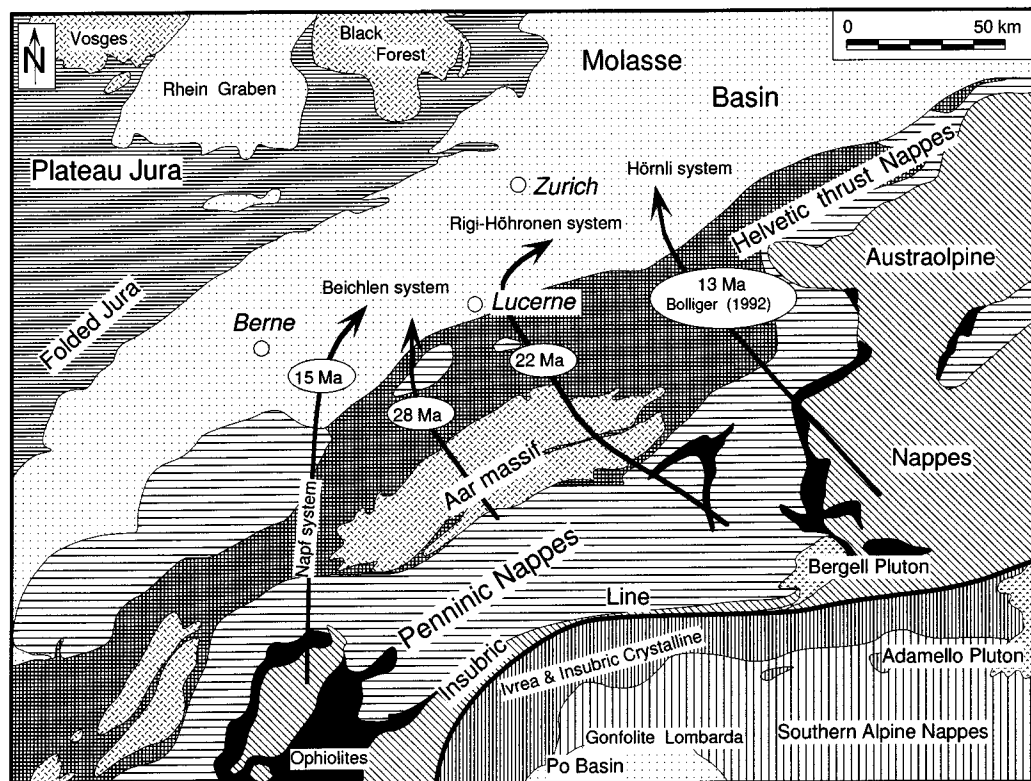 Vosges
Black
Forest
Rhein Graben
N
0 50 km
Molasse
Basin
Plateau Jura
Hörnli system
Zurich
Helvetic thrust Nappes
Rigi-Höhronen system
Australpine
Beichlen system
13 Ma
Bolliger (1992)
Lucerne
Berne
Folded Jura
22 Ma
15 Ma
28 Ma
Aar massif
Nappes
Napf system
Bergell Pluton
Penninic Nappes
Line
Insubric
Ivrea & Insubric Crystalline
Adamello Pluton
Gonfolite Lombarda
Southern Alpine Nappes
Ophiolites
Po Basin